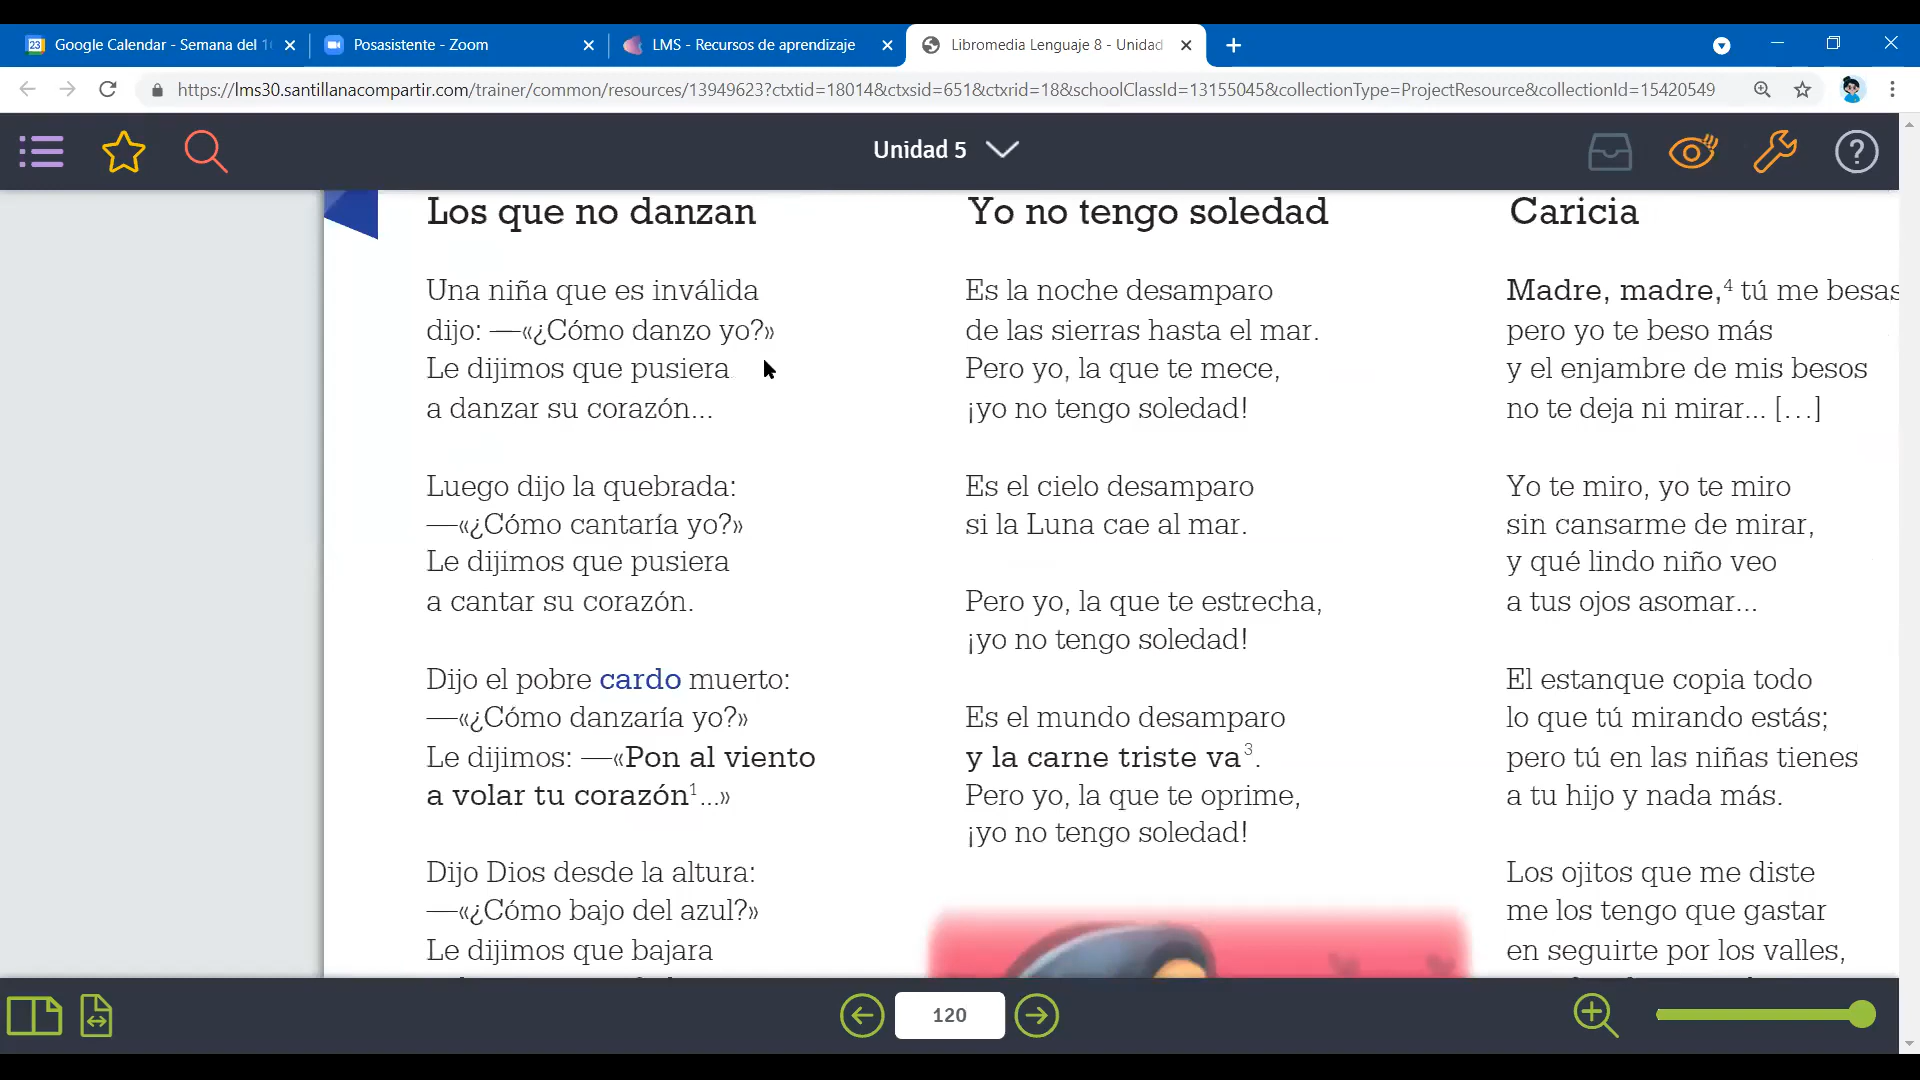 Google Calendar - Semana del 1
Posasistente - Zoom
LMS - Recursos de aprendizaje
Libromedia Lenguaje 8 - Unidad
https://lms30.santillanacompartir.com/trainer/common/resources/13949623?ctxtid=18014&ctxsid=651&ctxrid=18&schoolClassId=13155045&collectionType=ProjectResource&collectionId=15420549
Unidad 5
Los que no danzan
Una niña que es inválida
dijo: —«¿Cómo danzo yo?»
Le dijimos que pusiera
a danzar su corazón...
Luego dijo la quebrada:
—«¿Cómo cantaría yo?»
Le dijimos que pusiera
a cantar su corazón.
Dijo el pobre cardo muerto:
—«¿Cómo danzaría yo?»
Le dijimos: —«Pon al viento
a volar tu corazón¹...»
Dijo Dios desde la altura:
—«¿Cómo bajo del azul?»
Le dijimos que bajara
Yo no tengo soledad
Es la noche desamparo
de las sierras hasta el mar.
Pero yo, la que te mece,
¡yo no tengo soledad!
Es el cielo desamparo
si la Luna cae al mar.
Pero yo, la que te estrecha,
¡yo no tengo soledad!
Es el mundo desamparo
y la carne triste va³.
Pero yo, la que te oprime,
¡yo no tengo soledad!
Caricia
Madre, madre,⁴ tú me besas
pero yo te beso más
y el enjambre de mis besos
no te deja ni mirar... [...]
Yo te miro, yo te miro
sin cansarme de mirar,
y qué lindo niño veo
a tus ojos asomar...
El estanque copia todo
lo que tú mirando estás;
pero tú en las niñas tienes
a tu hijo y nada más.
Los ojitos que me diste
me los tengo que gastar
en seguirte por los valles,
120